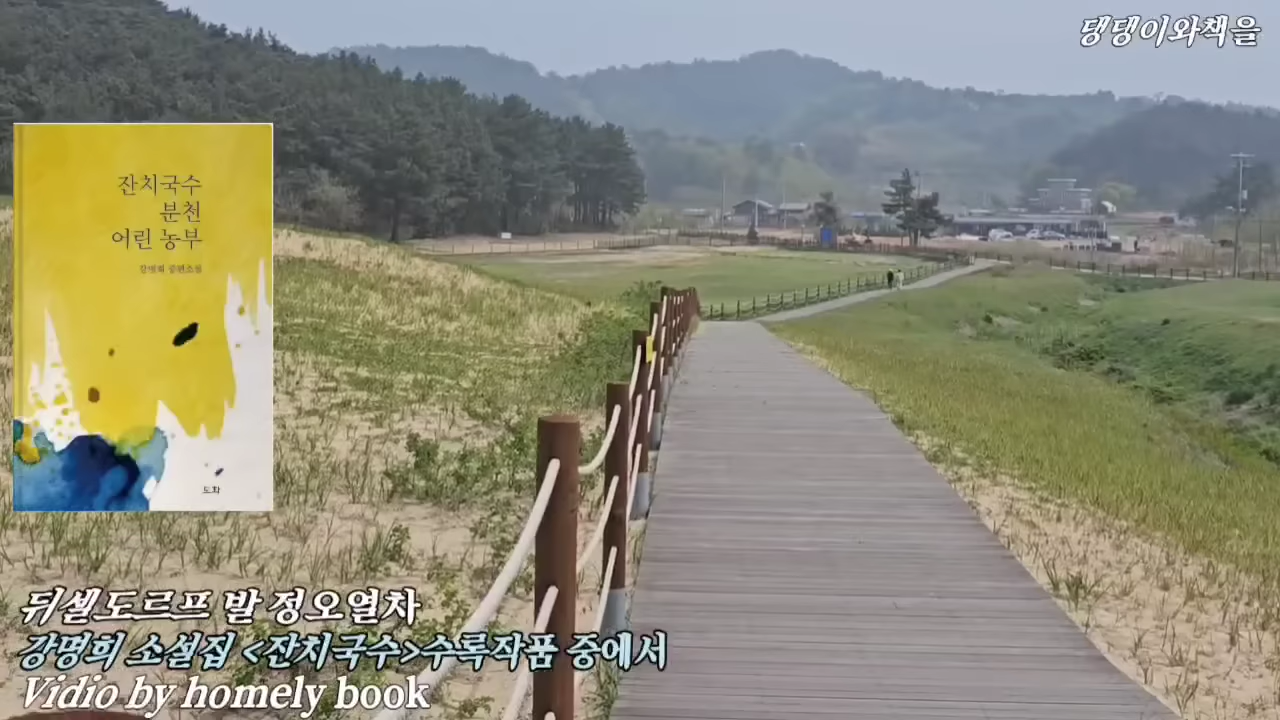 댕댕이와책을
잔치국수
분천
어린 농부
강명희 중편소설
도화
뒤셀도르프 발 정오열차
강명희 소설집 <잔치국수>수록작품 중에서
Vidio by homely book